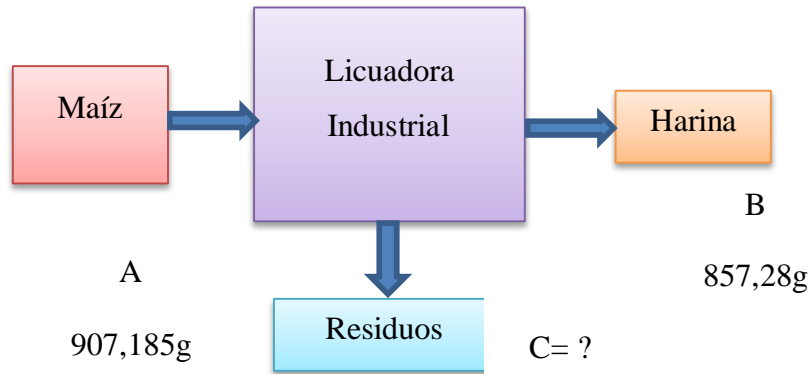 Licuadora
Industrial
Maíz
Harina
B
857,28g
A
907,185g
Residuos
C= ?